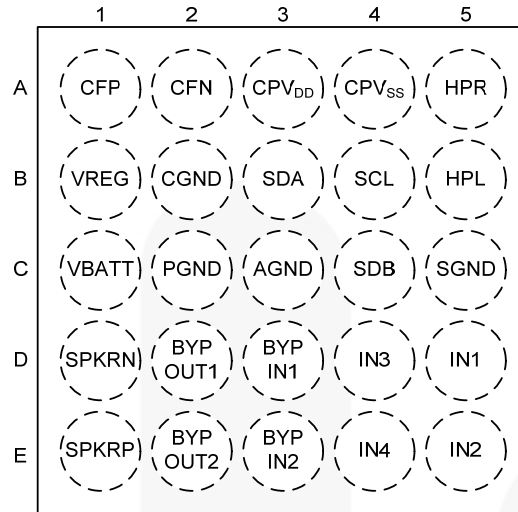 1 2 3 4 5
A CFP CFN CPVDD CPVSS HPR
B VREG CGND SDA SCL HPL
C VBATT PGND AGND SDB SGND
D SPKRN BYP OUT1 BYP IN1 IN3 IN1
E SPKRP BYP OUT2 BYP IN2 IN4 IN2